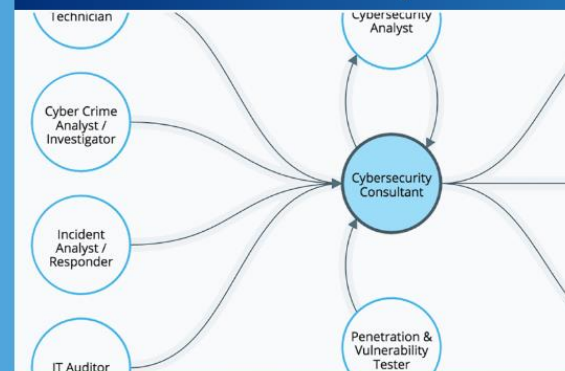 Technician
Cybersecurity
Analyst
Cyber Crime
Analyst /
Investigator
Cybersecurity
Consultant
Incident
Analyst /
Responder
Penetration &
Vulnerability
Tester
IT Auditor